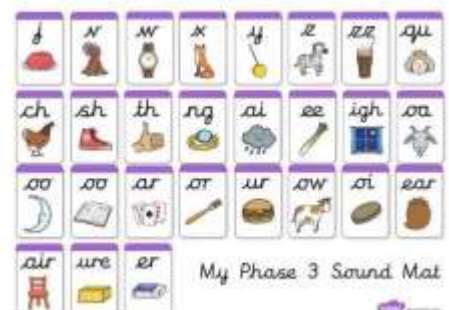 j v w x y z zz qu
ch sh th ng ai ee igh oa
oo oo ar or ur ow oi ear
air ure er
My Phase 3 Sound Mat